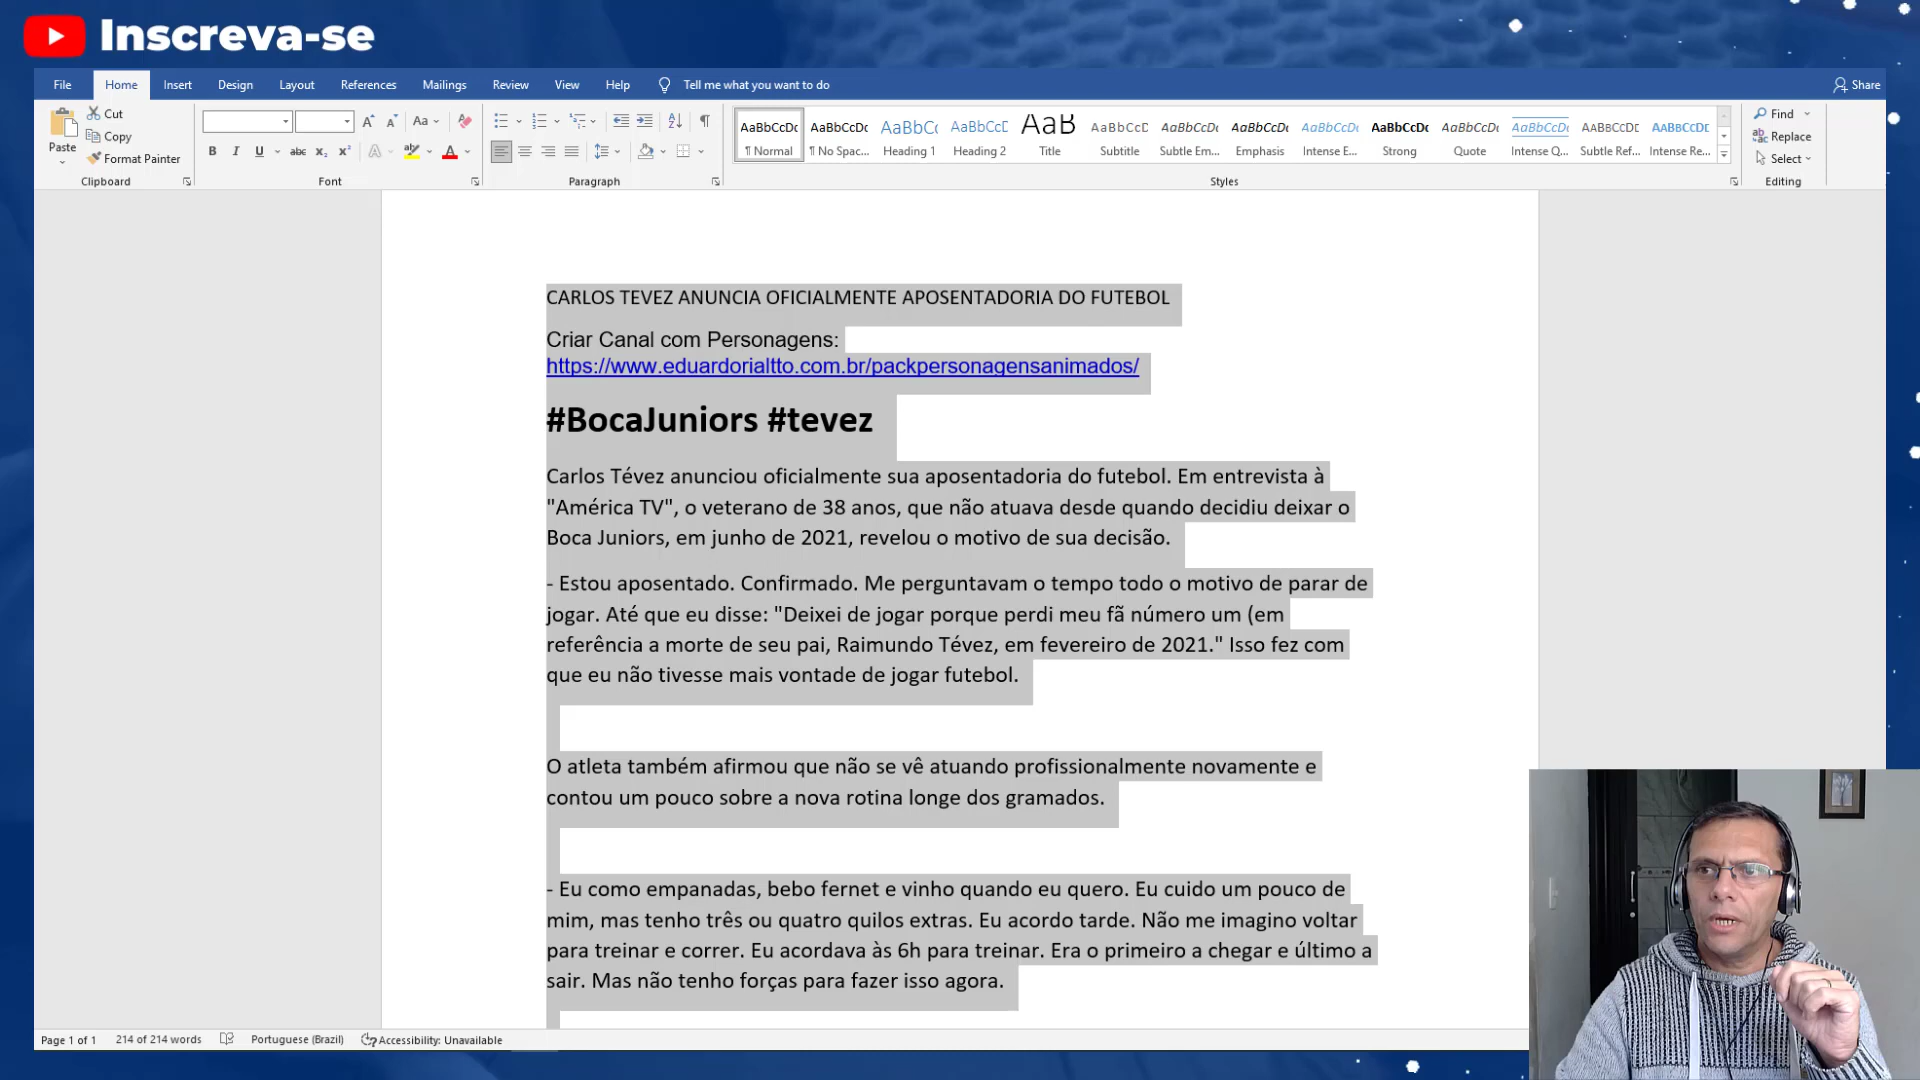 Inscreva-se
File Home Insert Design Layout References Mailings Review View Help Tell me what you want to do Share
Paste Cut Copy Format Painter
Clipboard
Aa
B I U abc x₂ x² A A
Font
Paragraph
AaBbCcDc AaBbCcDc AaBbCc AaBbCcD AaB AaBbCcD AaBbCcDc AaBbCcDc AaBbCcDc AaBbCcDc AaBbCcDc AaBbCcDc AaBbCcDc AaBbCcDc
¶ Normal ¶ No Spac... Heading 1 Heading 2 Title Subtitle Subtle Em... Emphasis Intense E... Strong Quote Intense Q... Subtle Ref... Intense Re...
Styles
Find
Replace
Select
Editing
CARLOS TEVEZ ANUNCIA OFICIALMENTE APOSENTADORIA DO FUTEBOL
Criar Canal com Personagens:
https://www.eduardorialtto.com.br/packpersonagensanimados/
#BocaJuniors #tevez
Carlos Tévez anunciou oficialmente sua aposentadoria do futebol. Em entrevista à
"América TV", o veterano de 38 anos, que não atuava desde quando decidiu deixar o
Boca Juniors, em junho de 2021, revelou o motivo de sua decisão.
- Estou aposentado. Confirmado. Me perguntavam o tempo todo o motivo de parar de
jogar. Até que eu disse: "Deixei de jogar porque perdi meu fã número um (em
referência a morte de seu pai, Raimundo Tévez, em fevereiro de 2021." Isso fez com
que eu não tivesse mais vontade de jogar futebol.
O atleta também afirmou que não se vê atuando profissionalmente novamente e
contou um pouco sobre a nova rotina longe dos gramados.
- Eu como empanadas, bebo fernet e vinho quando eu quero. Eu cuido um pouco de
mim, mas tenho três ou quatro quilos extras. Eu acordo tarde. Não me imagino voltar
para treinar e correr. Eu acordava às 6h para treinar. Era o primeiro a chegar e último a
sair. Mas não tenho forças para fazer isso agora.
Page 1 of 1 214 of 214 words Portuguese (Brazil) Accessibility: Unavailable